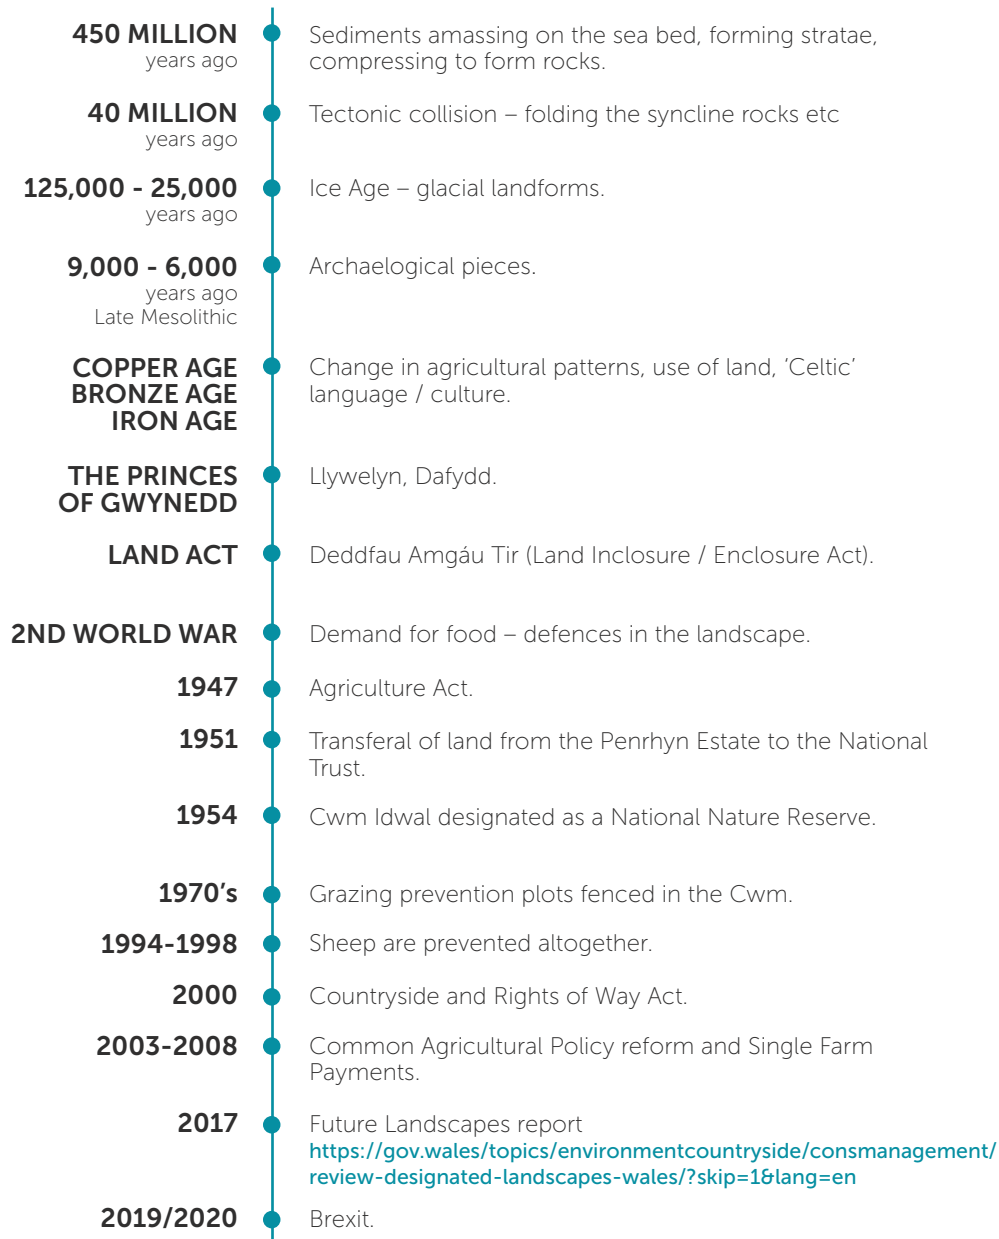 450 MILLION
years ago
Sediments amassing on the sea bed, forming stratae,
compressing to form rocks.
40 MILLION
years ago
Tectonic collision – folding the syncline rocks etc
125,000 - 25,000
years ago
Ice Age – glacial landforms.
9,000 - 6,000
years ago
Late Mesolithic
Archaelogical pieces.
COPPER AGE
BRONZE AGE
IRON AGE
Change in agricultural patterns, use of land, ‘Celtic’
language / culture.
THE PRINCES
OF GWYNEDD
Llywelyn, Dafydd.
LAND ACT
Deddfau Amgáu Tir (Land Inclosure / Enclosure Act).
2ND WORLD WAR
Demand for food – defences in the landscape.
1947
Agriculture Act.
1951
Transferal of land from the Penrhyn Estate to the National
Trust.
1954
Cwm Idwal designated as a National Nature Reserve.
1970’s
Grazing prevention plots fenced in the Cwm.
1994-1998
Sheep are prevented altogether.
2000
Countryside and Rights of Way Act.
2003-2008
Common Agricultural Policy reform and Single Farm
Payments.
2017
Future Landscapes report
https://gov.wales/topics/environmentcountryside/consmanagement/
review-designated-landscapes-wales/?skip=1&lang=en
2019/2020
Brexit.